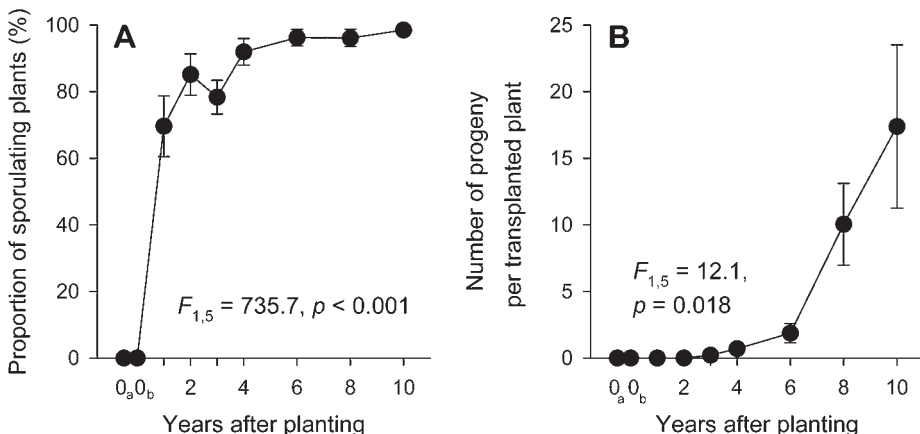 A
Proportion of sporulating plants (%)
100
80
60
40
20
0
F1,5 = 735.7, p < 0.001
0a 0b 2 4 6 8 10
Years after planting
B
Number of progeny
per transplanted plant
25
20
15
10
5
0
F1,5 = 12.1,
p = 0.018
0a 0b 2 4 6 8 10
Years after planting